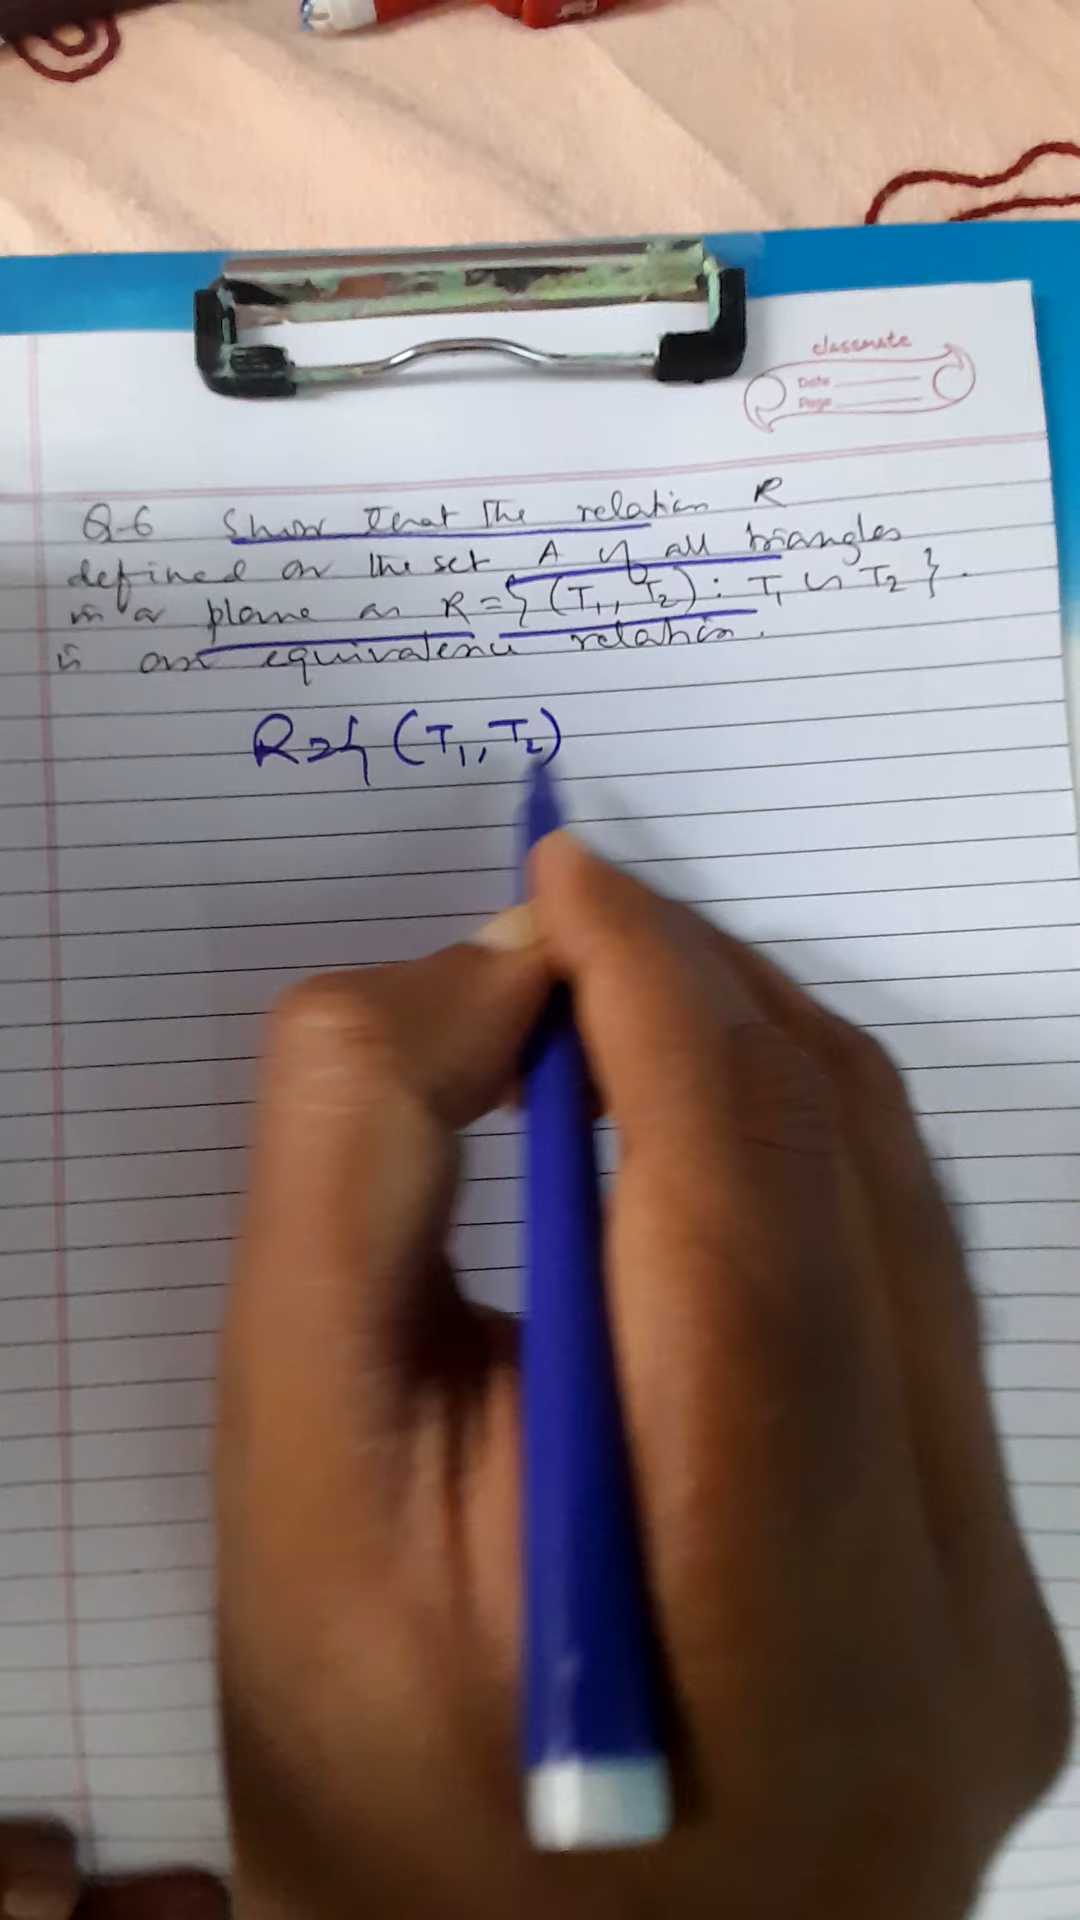 classmate
Date
Page
Q-6 Show that the relation R
defined on the set A of all triangles
in a plane as R = { (T₁, T₂) : T₁ ∽ T₂ }.
is an equivalence relation.
R = { (T₁, T₂)